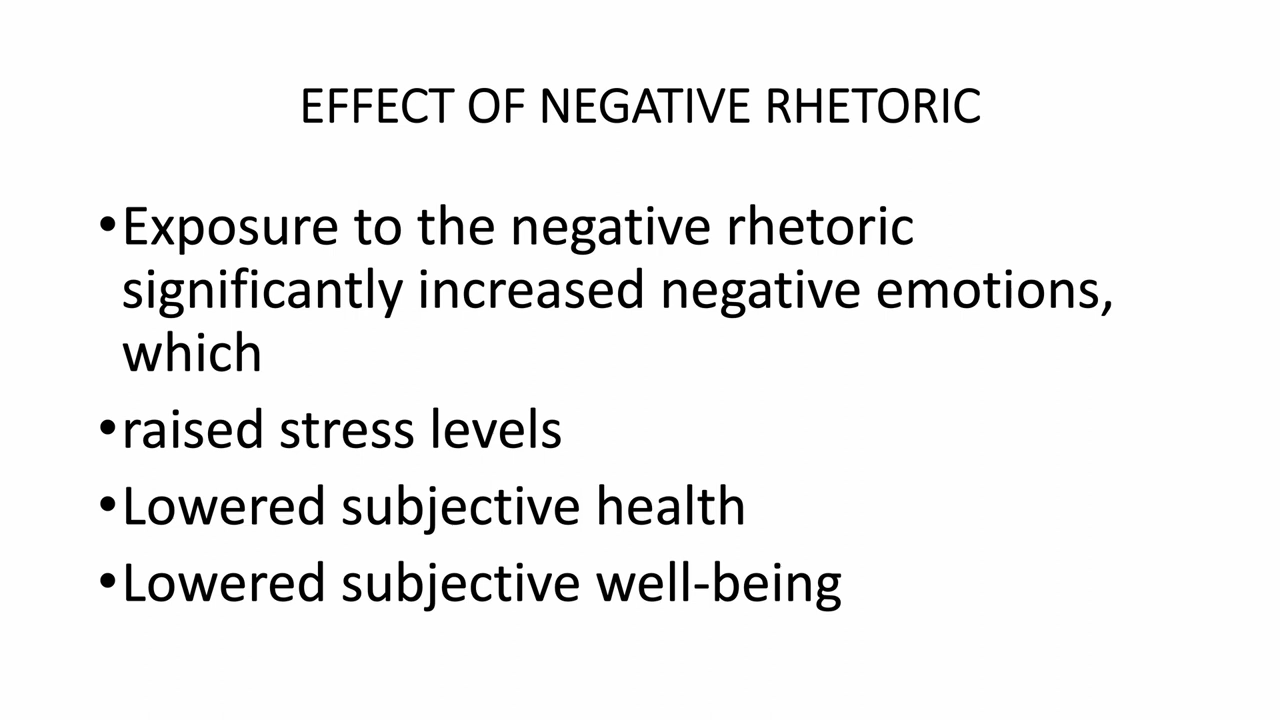 EFFECT OF NEGATIVE RHETORIC
•Exposure to the negative rhetoric
significantly increased negative emotions,
which
•raised stress levels
•Lowered subjective health
•Lowered subjective well-being